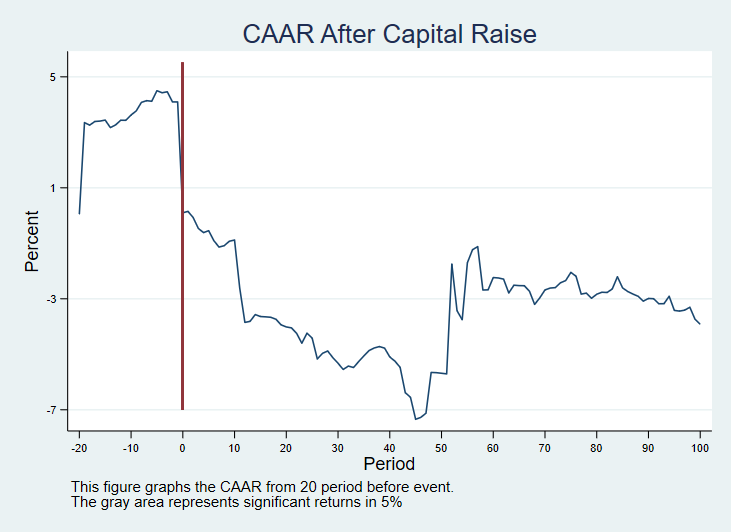 CAAR After Capital Raise
Percent
5
1
-3
-7
-20 -10 0 10 20 30 40 50 60 70 80 90 100
Period
This figure graphs the CAAR from 20 period before event.
The gray area represents significant returns in 5%